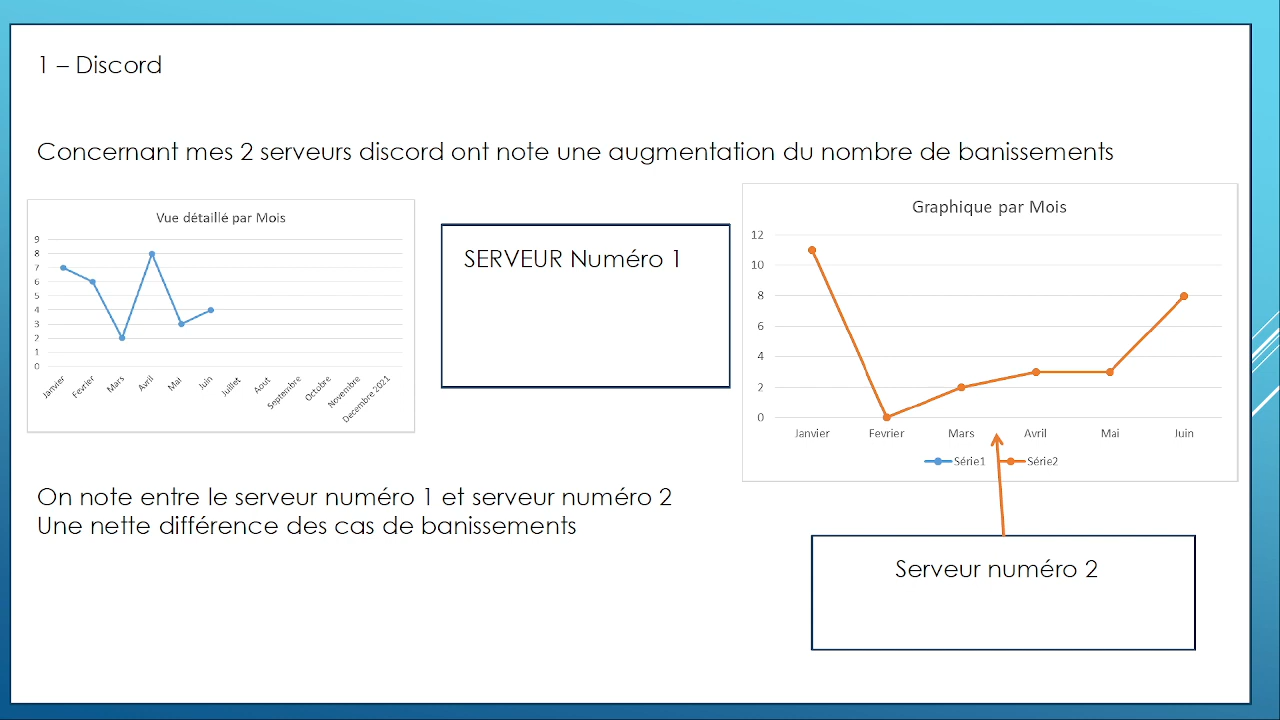 1 – Discord
Concernant mes 2 serveurs discord ont note une augmentation du nombre de banissements
Vue détaillé par Mois
9
8
7
6
5
4
3
2
1
0
Janvier
Fevrier
Mars
Avril
Mai
Juin
Juillet
Aout
Septembre
Octobre
Novembre
Decembre 2021
SERVEUR Numéro 1
Graphique par Mois
12
10
8
6
4
2
0
Janvier
Fevrier
Mars
Avril
Mai
Juin
Série1
Série2
On note entre le serveur numéro 1 et serveur numéro 2
Une nette différence des cas de banissements
Serveur numéro 2